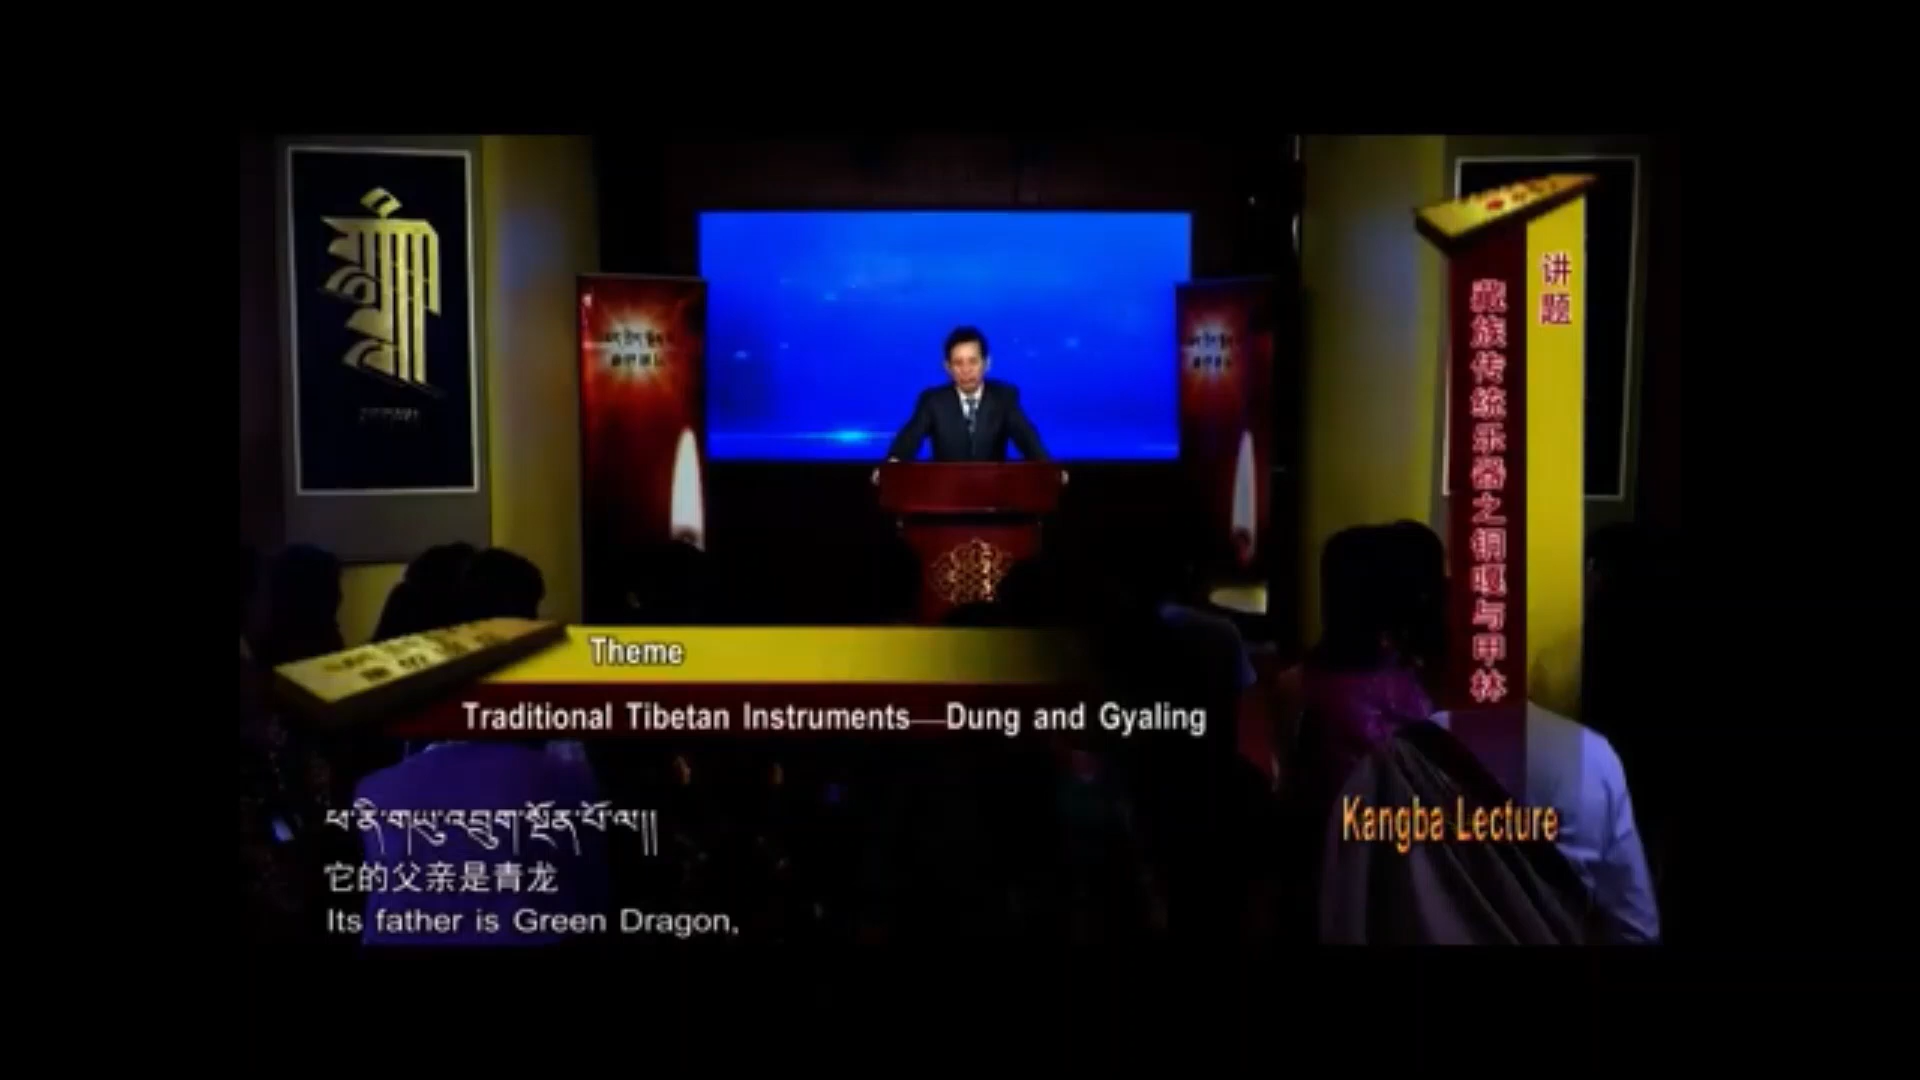 讲题
藏族传统乐器之铜嘎与甲林
Theme
Traditional Tibetan Instruments—Dung and Gyaling
Kangba Lecture
ཕ་ནི་གཡུ་འབྲུག་སྔོན་པོ་ལ།།
它的父亲是青龙
Its father is Green Dragon,